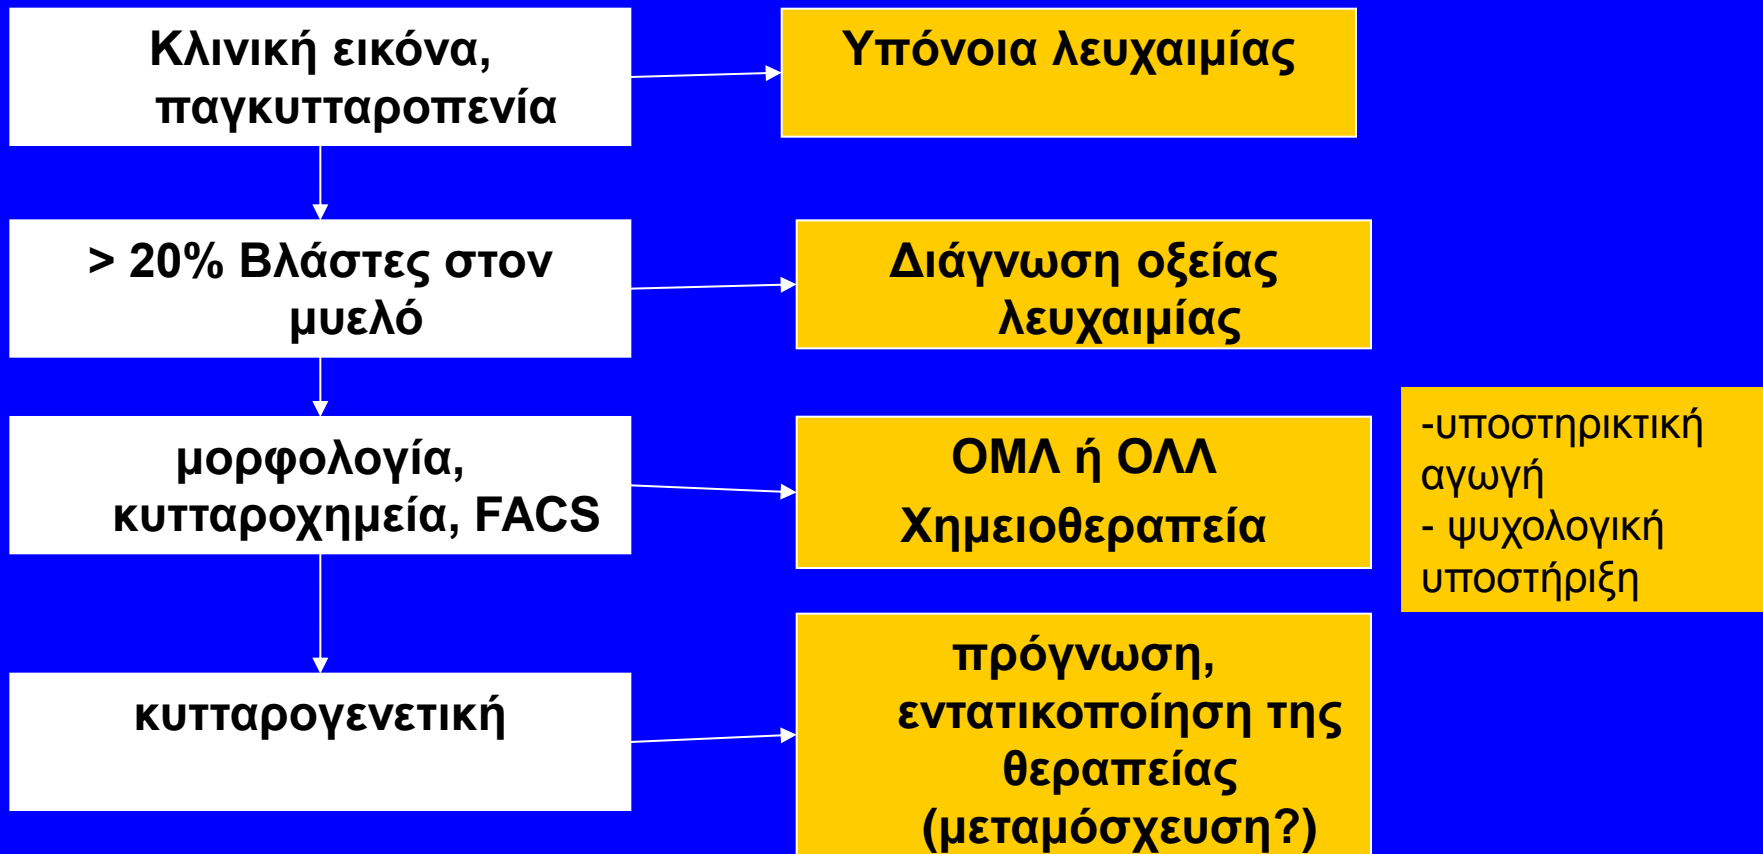 Κλινική εικόνα,
παγκυτταροπενία
Υπόνοια λευχαιμίας
> 20% Βλάστες στον
μυελό
Διάγνωση οξείας
λευχαιμίας
μορφολογία,
κυτταροχημεία, FACS
ΟΜΛ ή ΟΛΛ
Χημειοθεραπεία
-υποστηρικτική
αγωγή
- ψυχολογική
υποστήριξη
κυτταρογενετική
πρόγνωση,
εντατικοποίηση της
θεραπείας
(μεταμόσχευση?)